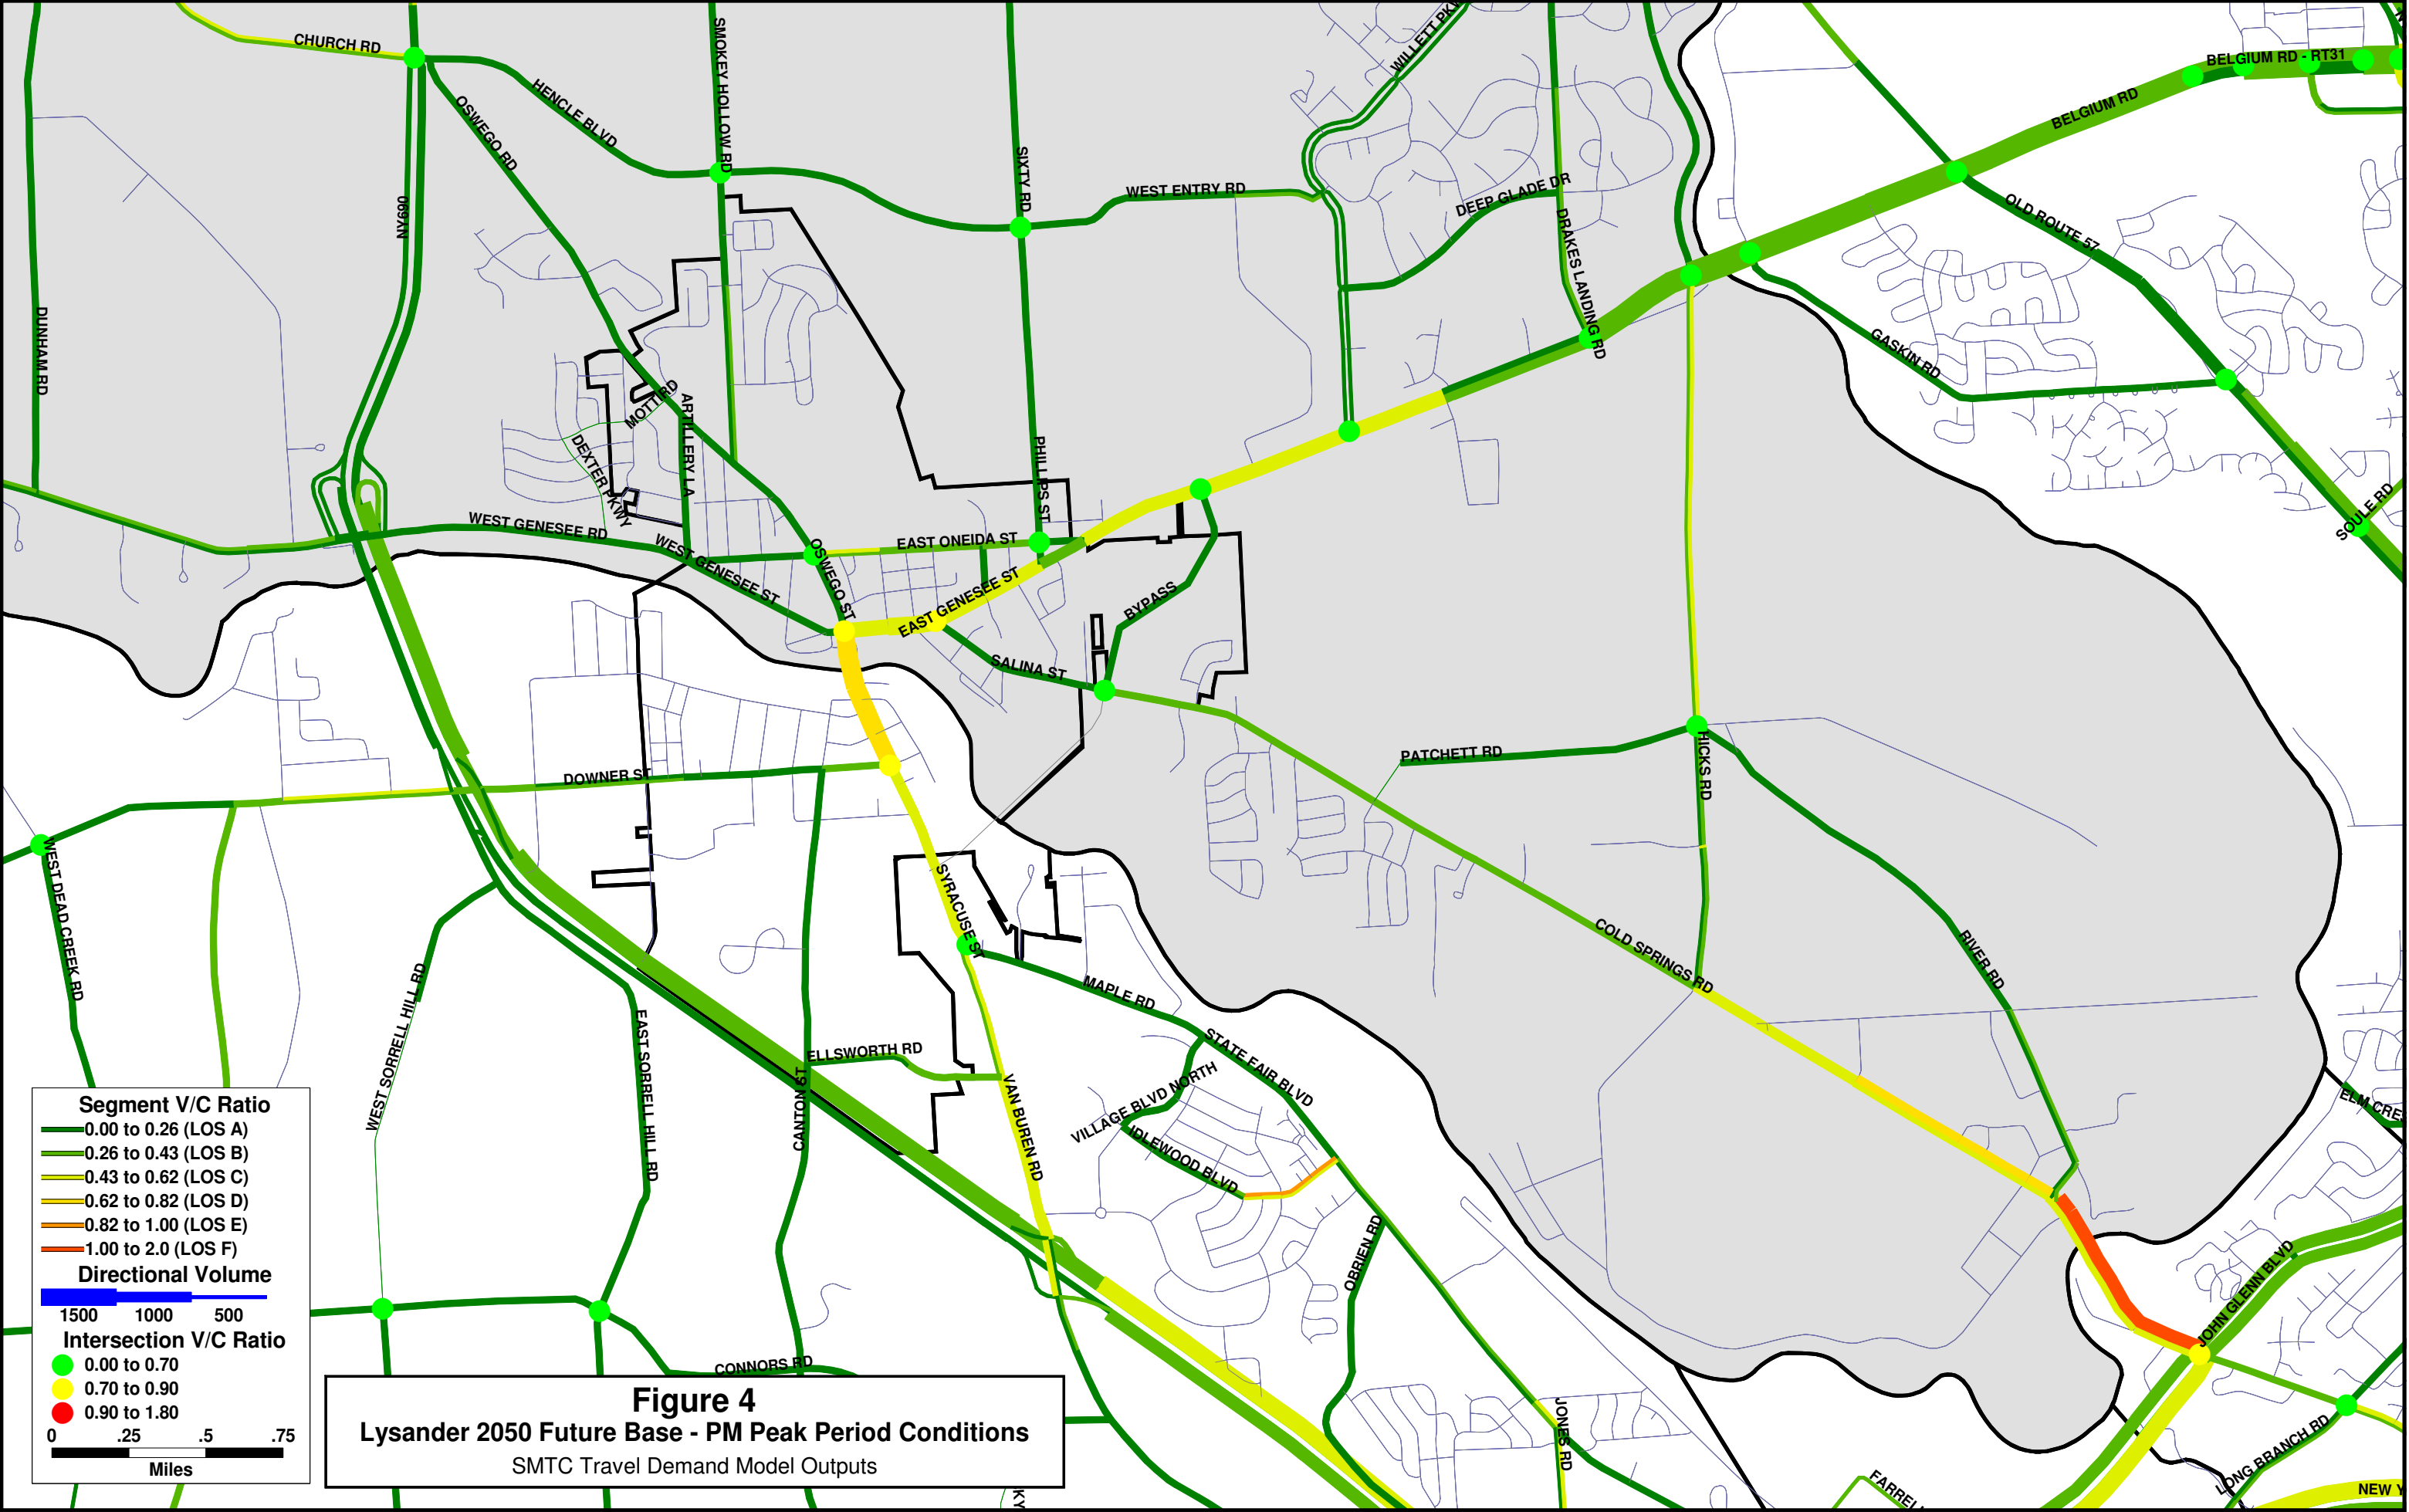 CHURCH RD
SMOKEY HOLLOW RD
WILLETT PKW
BELGIUM RD - RT31
HENCLE BLVD
OSWEGO RD
BELGIUM RD
NY690
SIXTY RD
WEST ENTRY RD
DEEP GLADE DR
OLD ROUTE 57
DRAKES LANDING RD
DUNHAM RD
GASKIN RD
MOTT RD
ARTILLERY LA
DEXTER PKWY
PHILLIPS ST
SOULE RD
WEST GENESEE RD
WEST GENESEE ST
OSWEGO ST
EAST ONEIDA ST
EAST GENESEE ST
BYPASS
SALINA ST
PATCHETT RD
HICKS RD
DOWNER ST
WEST DEAD CREEK RD
SYRACUSE ST
COLD SPRINGS RD
RIVER RD
WEST SORRELL HILL RD
EAST SORRELL HILL RD
MAPLE RD
STATE FAIR BLVD
ELLSWORTH RD
CANTON ST
VAN BUREN RD
VILLAGE BLVD NORTH
IDLEWOOD BLVD
ELM CRE
OBRIEN RD
JOHN GLENN BLVD
CONNORS RD
JONES RD
LONG BRANCH RD
FARREL
NEW Y
KY
Segment V/C Ratio
0.00 to 0.26 (LOS A)
0.26 to 0.43 (LOS B)
0.43 to 0.62 (LOS C)
0.62 to 0.82 (LOS D)
0.82 to 1.00 (LOS E)
1.00 to 2.0 (LOS F)
Directional Volume
1500 1000 500
Intersection V/C Ratio
0.00 to 0.70
0.70 to 0.90
0.90 to 1.80
0 .25 .5 .75
Miles
Figure 4
Lysander 2050 Future Base - PM Peak Period Conditions
SMTC Travel Demand Model Outputs